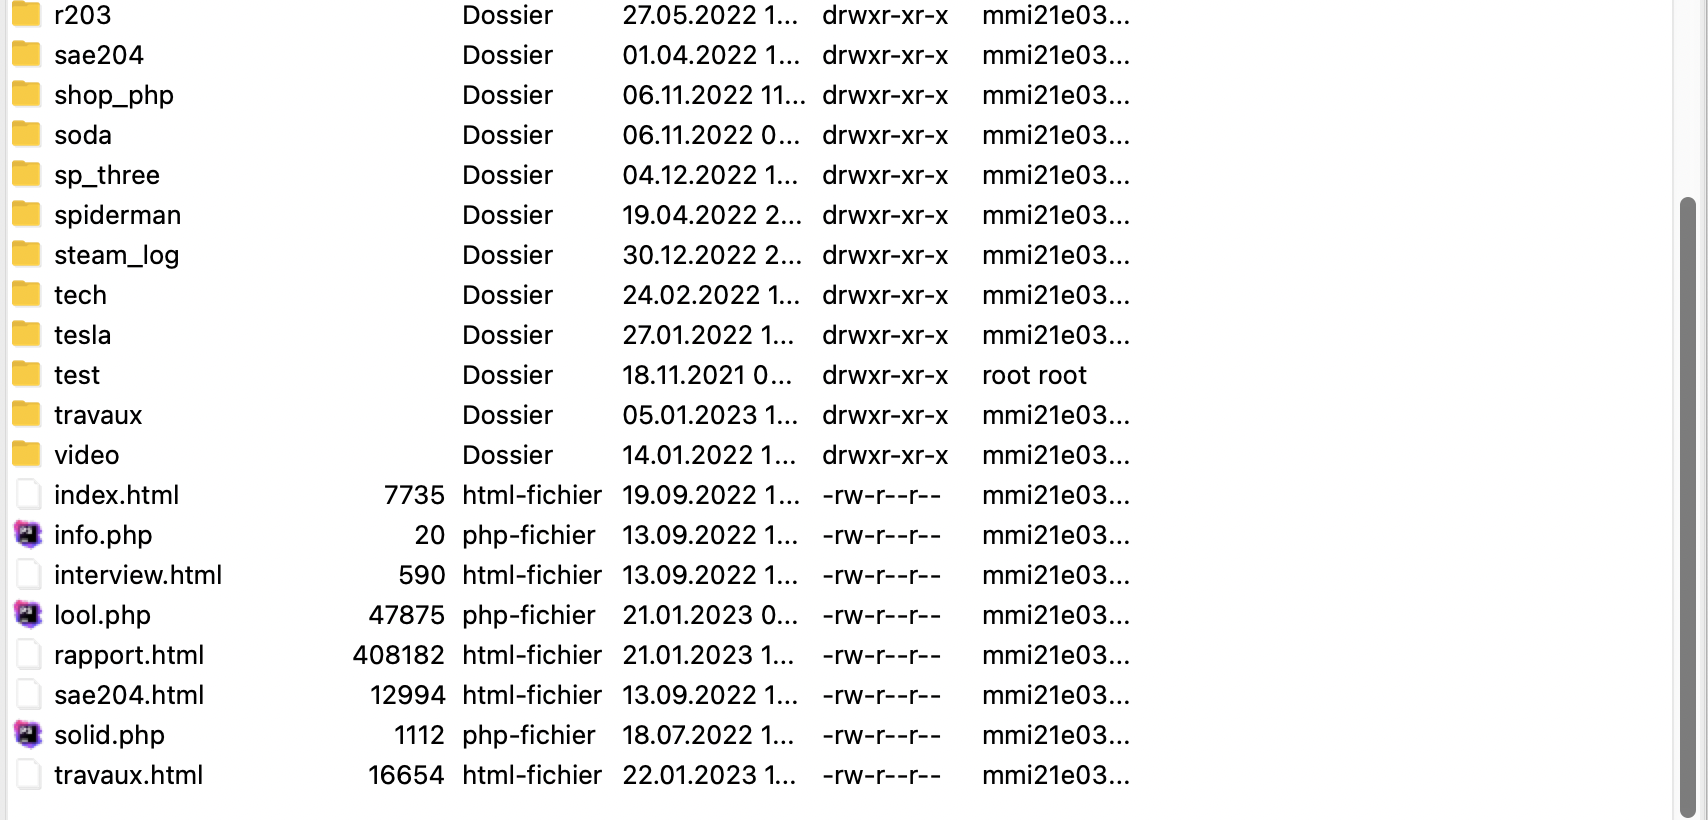 r203 Dossier 27.05.2022 1... drwxr-xr-x mmi21e03...
sae204 Dossier 01.04.2022 1... drwxr-xr-x mmi21e03...
shop_php Dossier 06.11.2022 11... drwxr-xr-x mmi21e03...
soda Dossier 06.11.2022 0... drwxr-xr-x mmi21e03...
sp_three Dossier 04.12.2022 1... drwxr-xr-x mmi21e03...
spiderman Dossier 19.04.2022 2... drwxr-xr-x mmi21e03...
steam_log Dossier 30.12.2022 2... drwxr-xr-x mmi21e03...
tech Dossier 24.02.2022 1... drwxr-xr-x mmi21e03...
tesla Dossier 27.01.2022 1... drwxr-xr-x mmi21e03...
test Dossier 18.11.2021 0... drwxr-xr-x root root
travaux Dossier 05.01.2023 1... drwxr-xr-x mmi21e03...
video Dossier 14.01.2022 1... drwxr-xr-x mmi21e03...
index.html 7735 html-fichier 19.09.2022 1... -rw-r--r-- mmi21e03...
info.php 20 php-fichier 13.09.2022 1... -rw-r--r-- mmi21e03...
interview.html 590 html-fichier 13.09.2022 1... -rw-r--r-- mmi21e03...
lool.php 47875 php-fichier 21.01.2023 0... -rw-r--r-- mmi21e03...
rapport.html 408182 html-fichier 21.01.2023 1... -rw-r--r-- mmi21e03...
sae204.html 12994 html-fichier 13.09.2022 1... -rw-r--r-- mmi21e03...
solid.php 1112 php-fichier 18.07.2022 1... -rw-r--r-- mmi21e03...
travaux.html 16654 html-fichier 22.01.2023 1... -rw-r--r-- mmi21e03...